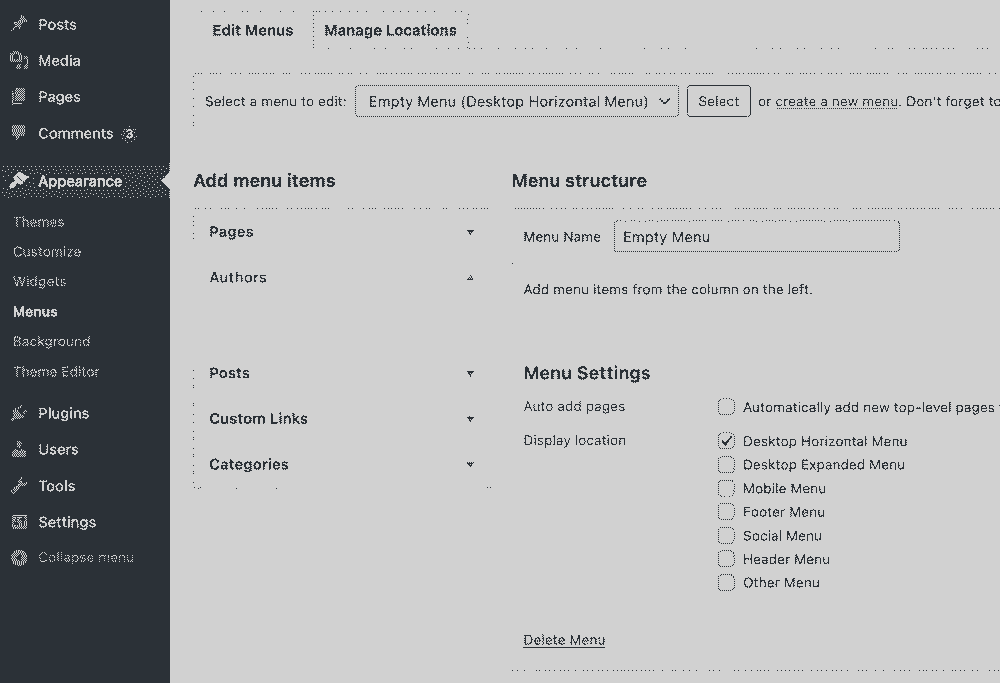 Posts
Media
Pages
Comments 3
Appearance
Themes
Customize
Widgets
Menus
Background
Theme Editor
Plugins
Users
Tools
Settings
Collapse menu
Edit Menus
Manage Locations
Select a menu to edit: Empty Menu (Desktop Horizontal Menu) Select or create a new menu. Don't forget to
Add menu items
Pages
Authors
Posts
Custom Links
Categories
Menu structure
Menu Name Empty Menu
Add menu items from the column on the left.
Menu Settings
Auto add pages
Automatically add new top-level pages
Display location
Desktop Horizontal Menu
Desktop Expanded Menu
Mobile Menu
Footer Menu
Social Menu
Header Menu
Other Menu
Delete Menu